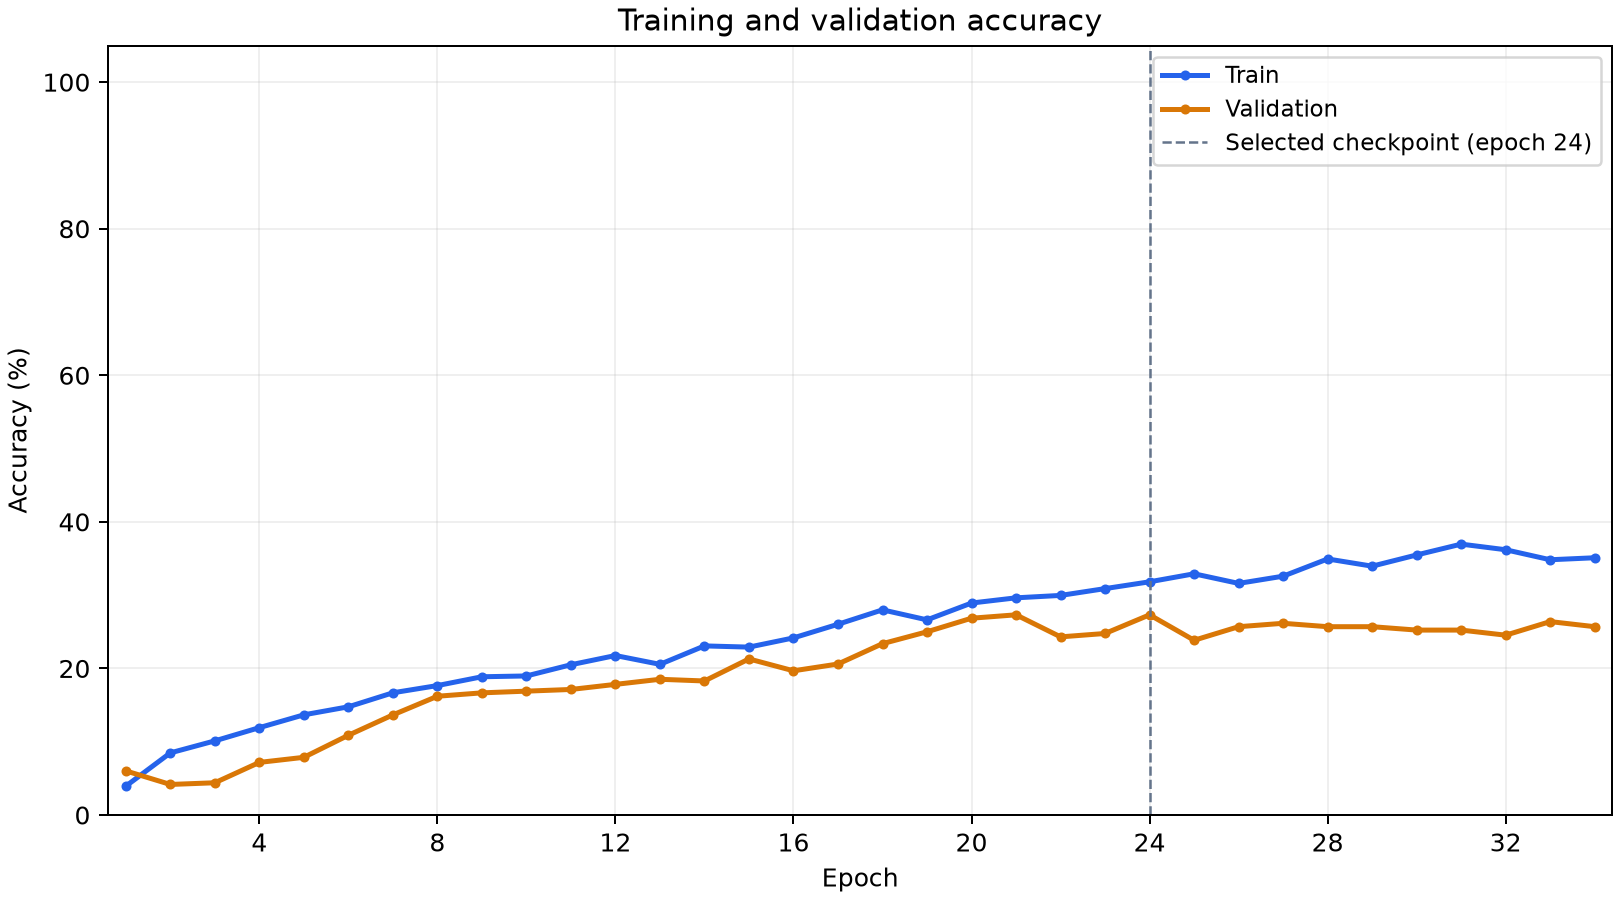 Training and validation accuracy
Train
Validation
Selected checkpoint (epoch 24)
Accuracy (%)
100
80
60
40
20
0
4 8 12 16 20 24 28 32
Epoch